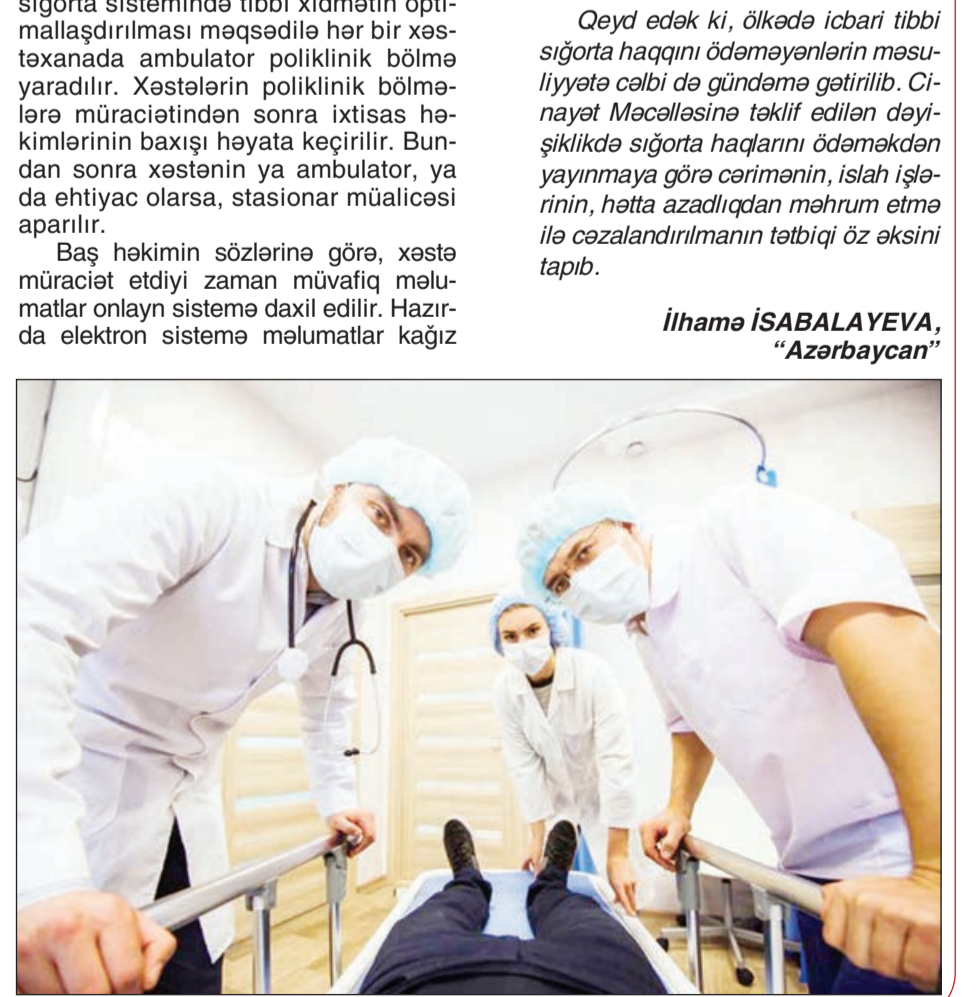 sığorta sistemində tibbi xidmətin opti-
mallaşdırılması məqsədilə hər bir xəs-
təxanada ambulator poliklinik bölmə
yaradılır. Xəstələrin poliklinik bölmə-
lərə müraciətindən sonra ixtisas hə-
kimlərinin baxışı həyata keçirilir. Bun-
dan sonra xəstənin ya ambulator, ya
da ehtiyac olarsa, stasionar müalicəsi
aparılır.
Baş həkimin sözlərinə görə, xəstə
müraciət etdiyi zaman müvafiq məlu-
matlar onlayn sistemə daxil edilir. Hazır-
da elektron sistemə məlumatlar kağız
Qeyd edək ki, ölkədə icbari tibbi
sığorta haqqını ödəməyənlərin məsu-
liyyətə cəlbi də gündəmə gətirilib. Ci-
nayət Məcəlləsinə təklif edilən dəyi-
şiklikdə sığorta haqlarını ödəməkdən
yayınmaya görə cərimənin, islah işlə-
rinin, hətta azadlıqdan məhrum etmə
ilə cəzalandırılmanın tətbiqi öz əksini
tapıb.
İlhamə İSABALAYEVA,
“Azərbaycan”